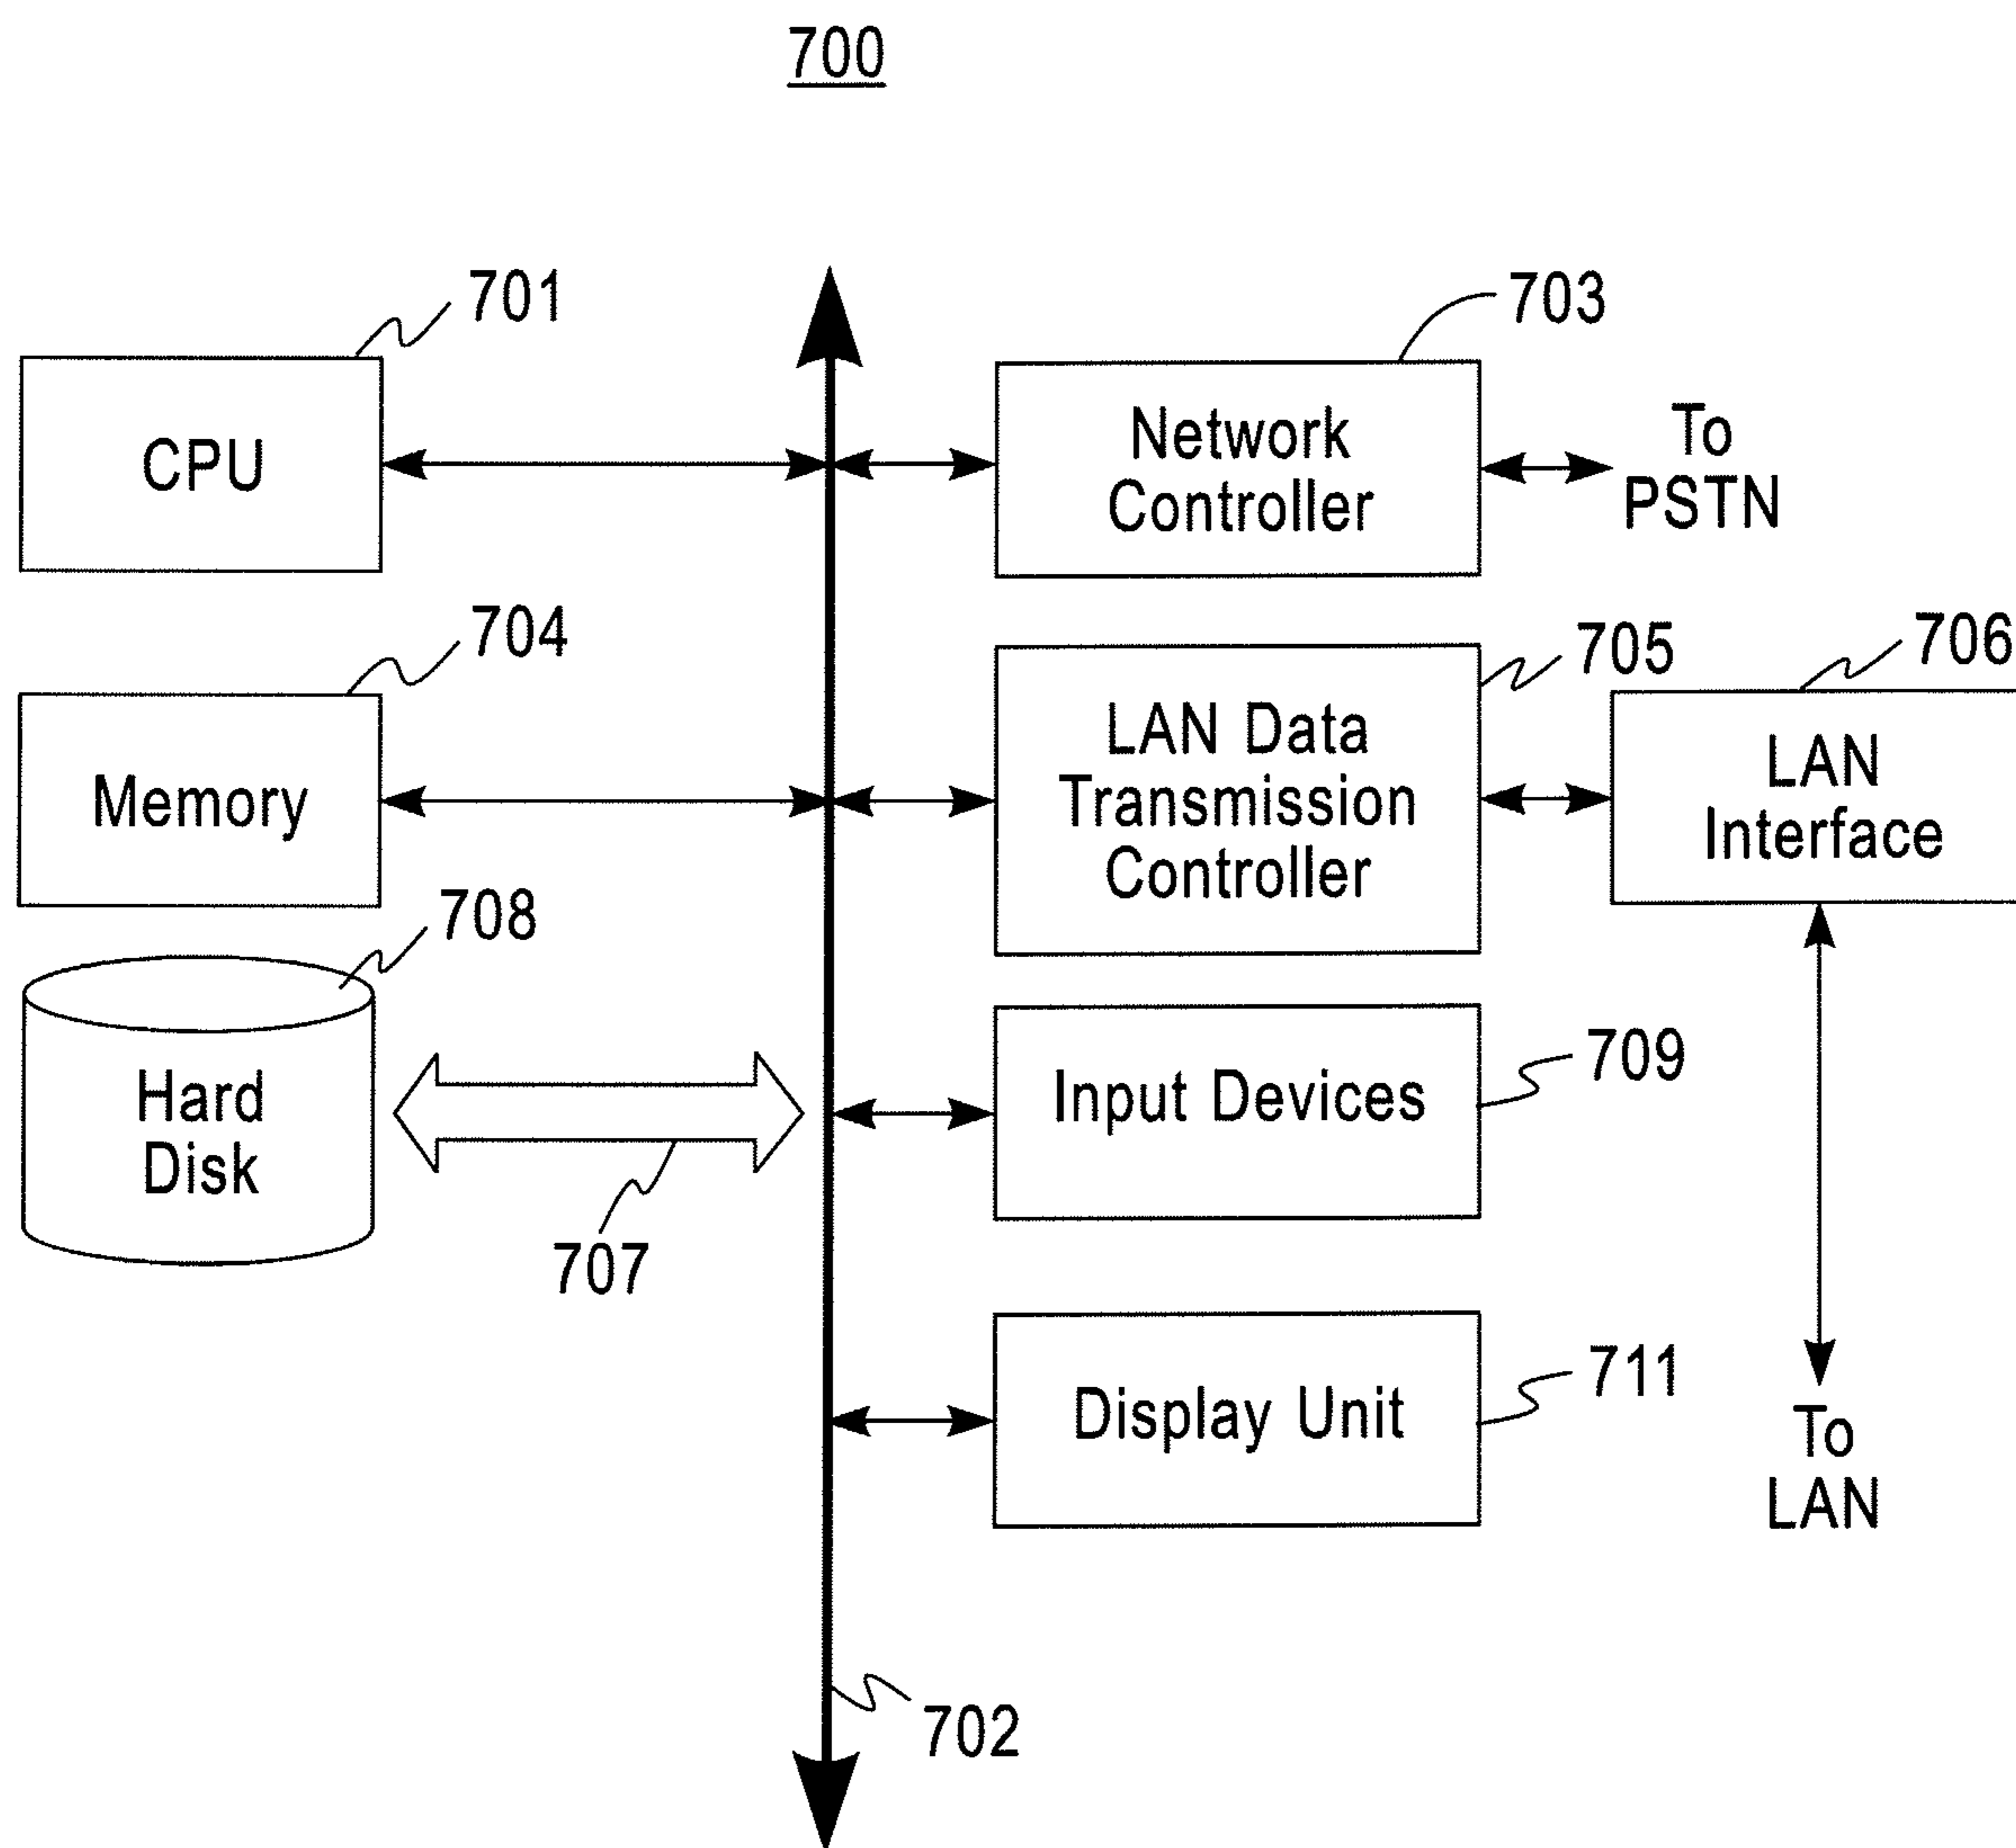 700
701
703
CPU
Network
Controller
To
PSTN
704
705
706
Memory
LAN Data
Transmission
Controller
LAN
Interface
708
Hard
Disk
707
Input Devices
709
Display Unit
711
To
LAN
702